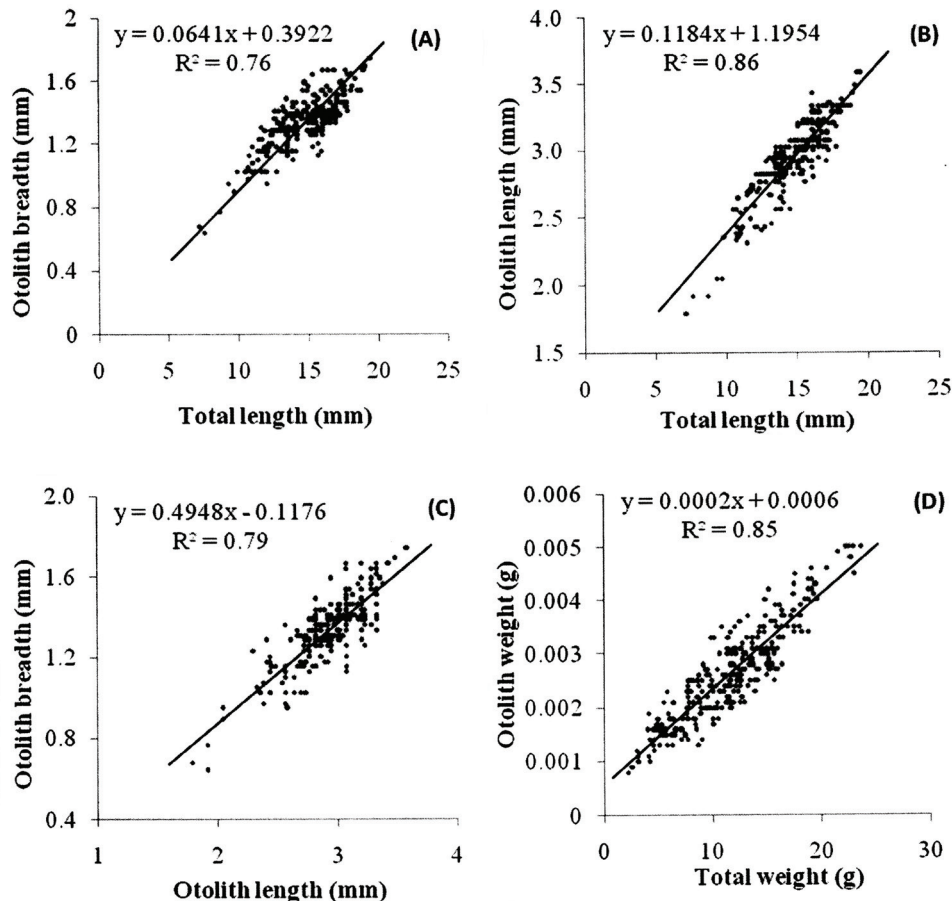 y = 0.0641x + 0.3922
R² = 0.76
(A)
2
1.6
1.2
0.8
0.4
0
0
5
10
15
20
25
Otolith breadth (mm)
Total length (mm)
y = 0.1184x + 1.1954
R² = 0.86
(B)
4.0
3.5
3.0
2.5
2.0
1.5
0
5
10
15
20
25
Otolith length (mm)
Total length (mm)
y = 0.4948x - 0.1176
R² = 0.79
(C)
2.0
1.6
1.2
0.8
0.4
1
2
3
4
Otolith breadth (mm)
Otolith length (mm)
y = 0.0002x + 0.0006
R² = 0.85
(D)
0.006
0.005
0.004
0.003
0.002
0.001
0
0
10
20
30
Otolith weight (g)
Total weight (g)